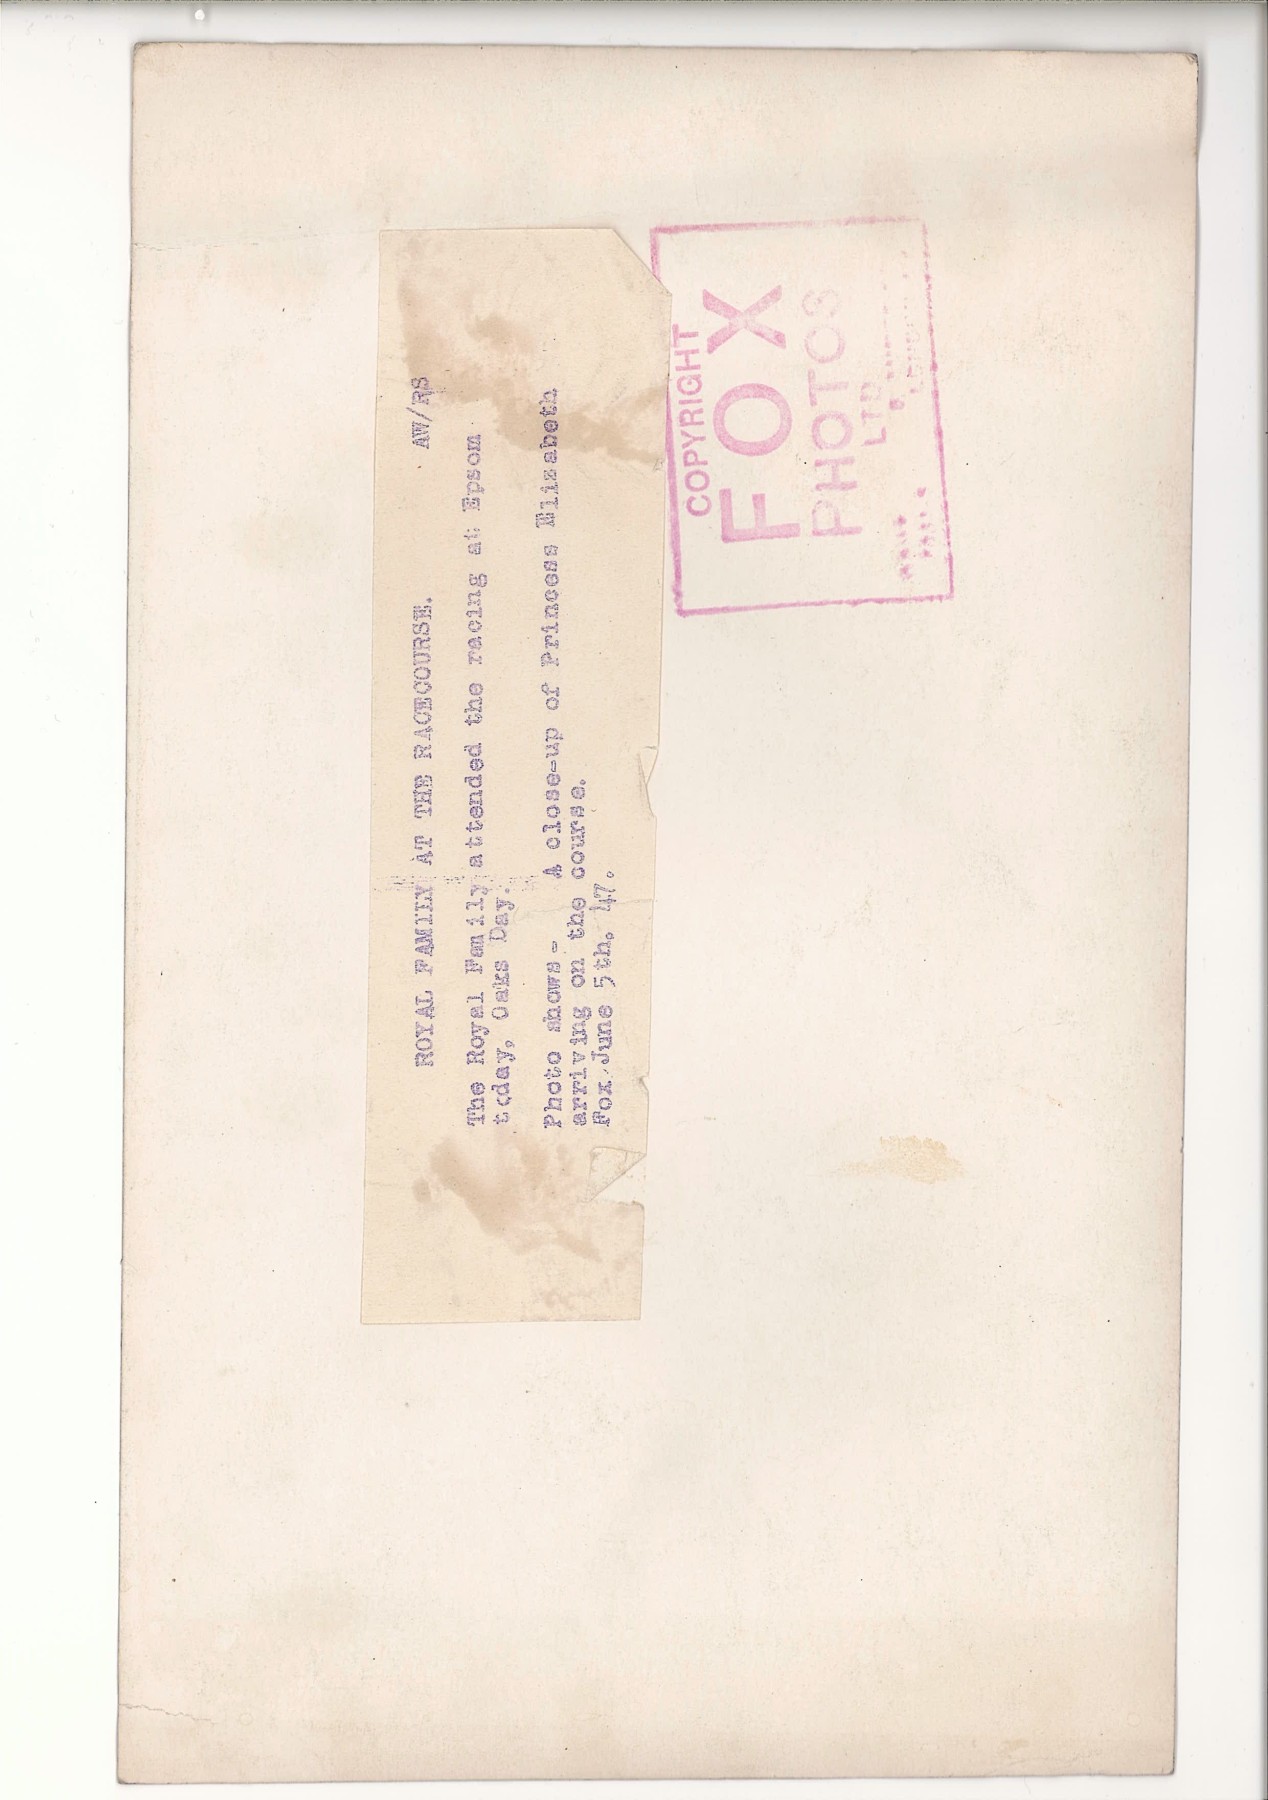 ROYAL FAMILY AT THE RACECOURSE. AW/RS
The Royal Family attended the racing at Epsom
today, Oaks Day.
Photo shows - A close-up of Princess Elizabeth
arriving on the course.
Fox. June 5th. 47.
COPYRIGHT
FOX
PHOTOS
LTD